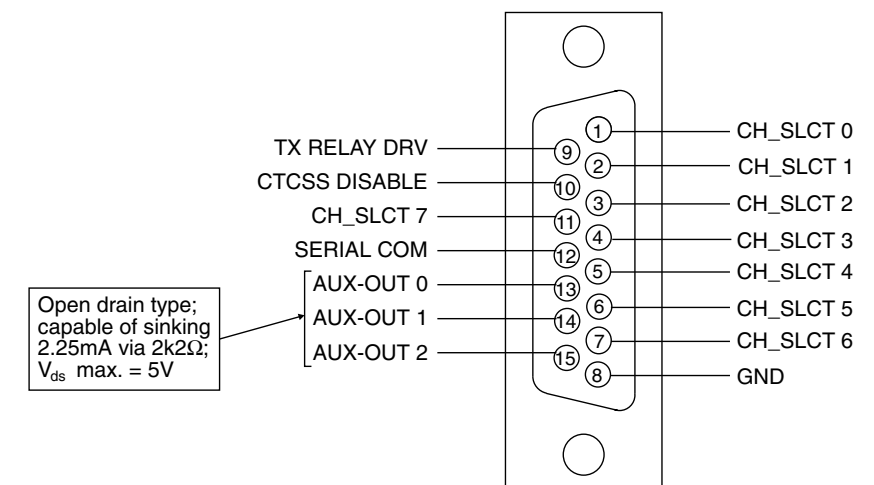 TX RELAY DRV
CTCSS DISABLE
CH_SLCT 7
SERIAL COM
AUX-OUT 0
AUX-OUT 1
AUX-OUT 2
Open drain type;
capable of sinking
2.25mA via 2k2Ω;
Vds max. = 5V
9
10
11
12
13
14
15
1
2
3
4
5
6
7
8
CH_SLCT 0
CH_SLCT 1
CH_SLCT 2
CH_SLCT 3
CH_SLCT 4
CH_SLCT 5
CH_SLCT 6
GND